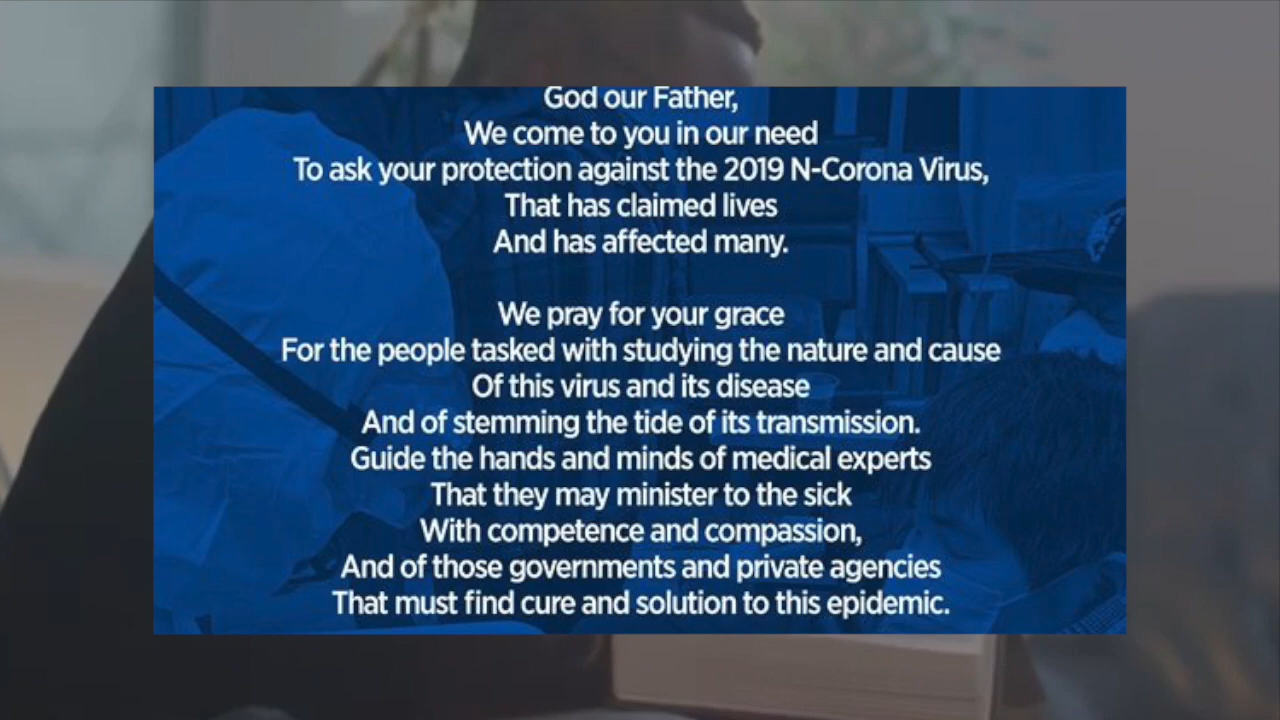 God our Father,
We come to you in our need
To ask your protection against the 2019 N-Corona Virus,
That has claimed lives
And has affected many.
We pray for your grace
For the people tasked with studying the nature and cause
Of this virus and its disease
And of stemming the tide of its transmission.
Guide the hands and minds of medical experts
That they may minister to the sick
With competence and compassion,
And of those governments and private agencies
That must find cure and solution to this epidemic.